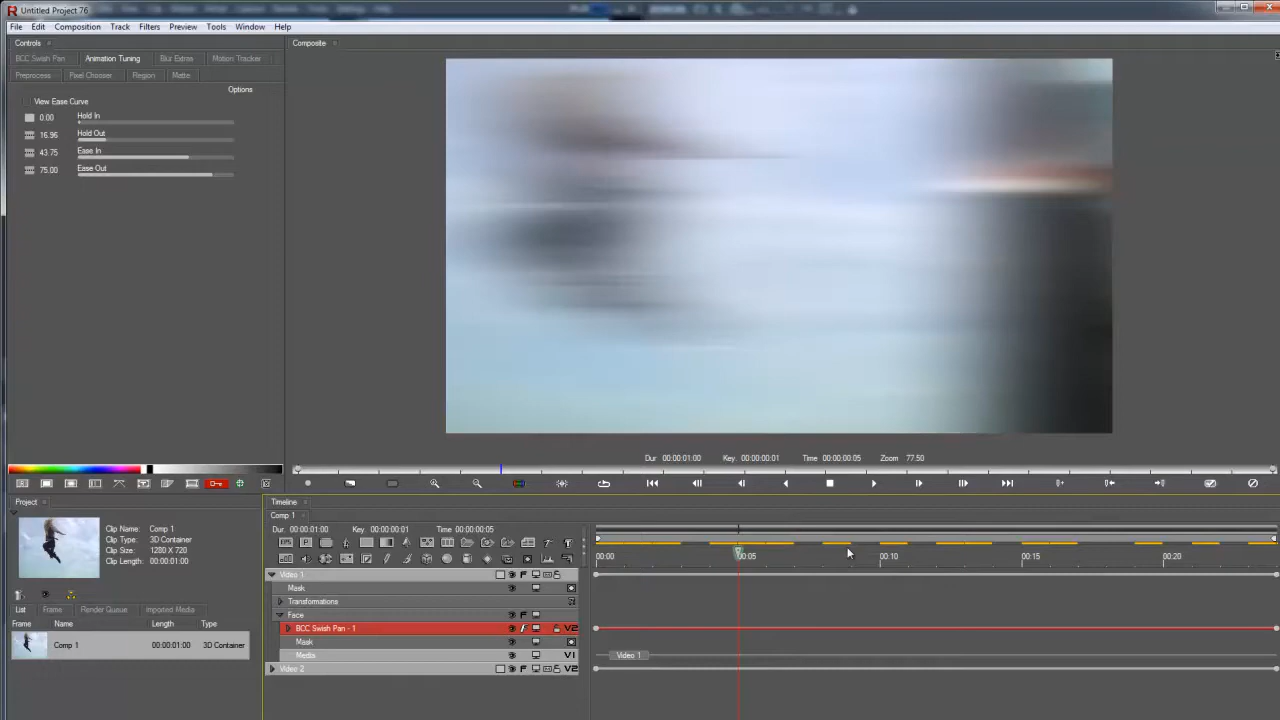 Untitled Project 76
File Edit Composition Track Filters Preview Tools Window Help
Controls
Composite
BCC Swish Pan Animation Tuning Blur Extras Motion Tracker
Preprocess Pixel Chooser Region Matte
Options
View Ease Curve
0.00 Hold In
16.96 Hold Out
43.75 Ease In
75.00 Ease Out
Dur 00:00:01:00 Key. 00:00:00:01 Time 00:00:00:05 Zoom 77.50
Project
Clip Name: Comp 1
Clip Type: 3D Container
Clip Size: 1280 X 720
Clip Length: 00:00:01:00
List Frame Render Queue Imported Media
Frame Name Length Type
Comp 1 00:00:01:00 3D Container
Timeline
Comp 1
Dur. 00:00:01:00 Key 00:00:00:01 Time 00:00:00:05
00:00 00:05 00:10 00:15 00:20
Video 1
Mask
Transformations
Face
BCC Swish Pan - 1 V2
Mask
Media V1 Video 1
Video 2 V2